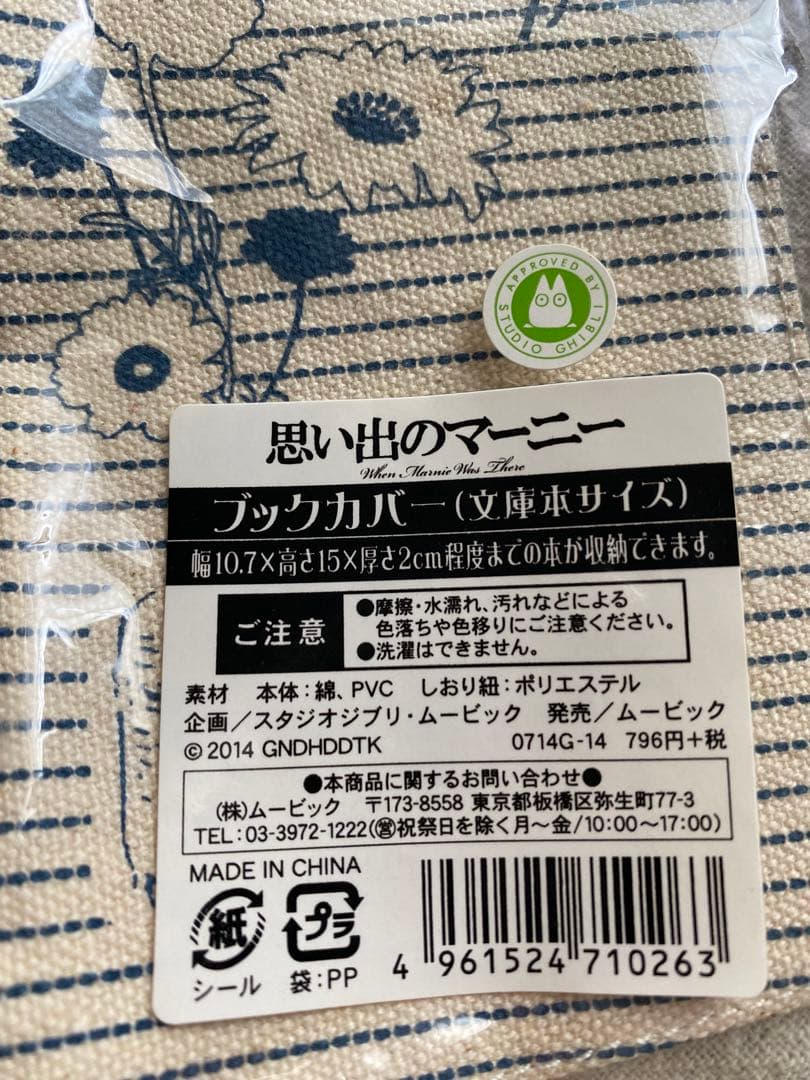 APPROVED BY
STUDIO GHIBLI
思い出のマーニー
When Marnie Was There
ブックカバー(文庫本サイズ)
幅10.7×高さ15×厚さ2cm程度までの本が収納できます。
ご注意
●摩擦・水濡れ、汚れなどによる
色落ちや色移りにご注意ください。
●洗濯はできません。
素材 本体:綿、PVC しおり紐:ポリエステル
企画/スタジオジブリ・ムービック 発売/ムービック
©2014 GNDHDDTK 0714G-14 796円+税
●本商品に関するお問い合わせ●
(株)ムービック 〒173-8558 東京都板橋区弥生町77-3
TEL:03-3972-1222(営祝祭日を除く月〜金/10:00〜17:00)
MADE IN CHINA
紙 プラ
シール 袋:PP
4 961524 710263